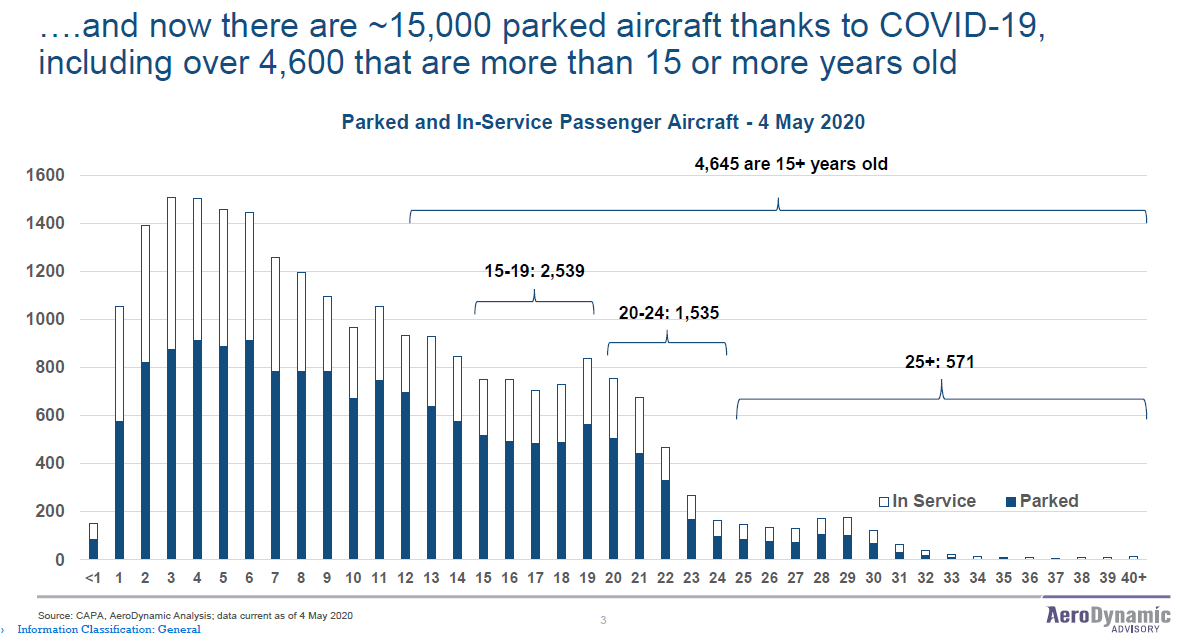 ….and now there are ~15,000 parked aircraft thanks to COVID-19,
including over 4,600 that are more than 15 or more years old
Parked and In-Service Passenger Aircraft - 4 May 2020
4,645 are 15+ years old
1600
1400
1200
1000
800
600
400
200
0
15-19: 2,539
20-24: 1,535
25+: 571
In Service Parked
<1 1 2 3 4 5 6 7 8 9 10 11 12 13 14 15 16 17 18 19 20 21 22 23 24 25 26 27 28 29 30 31 32 33 34 35 36 37 38 39 40+
Source: CAPA, AeroDynamic Analysis; data current as of 4 May 2020
3
AeroDynamic
ADVISORY
› Information Classification: General